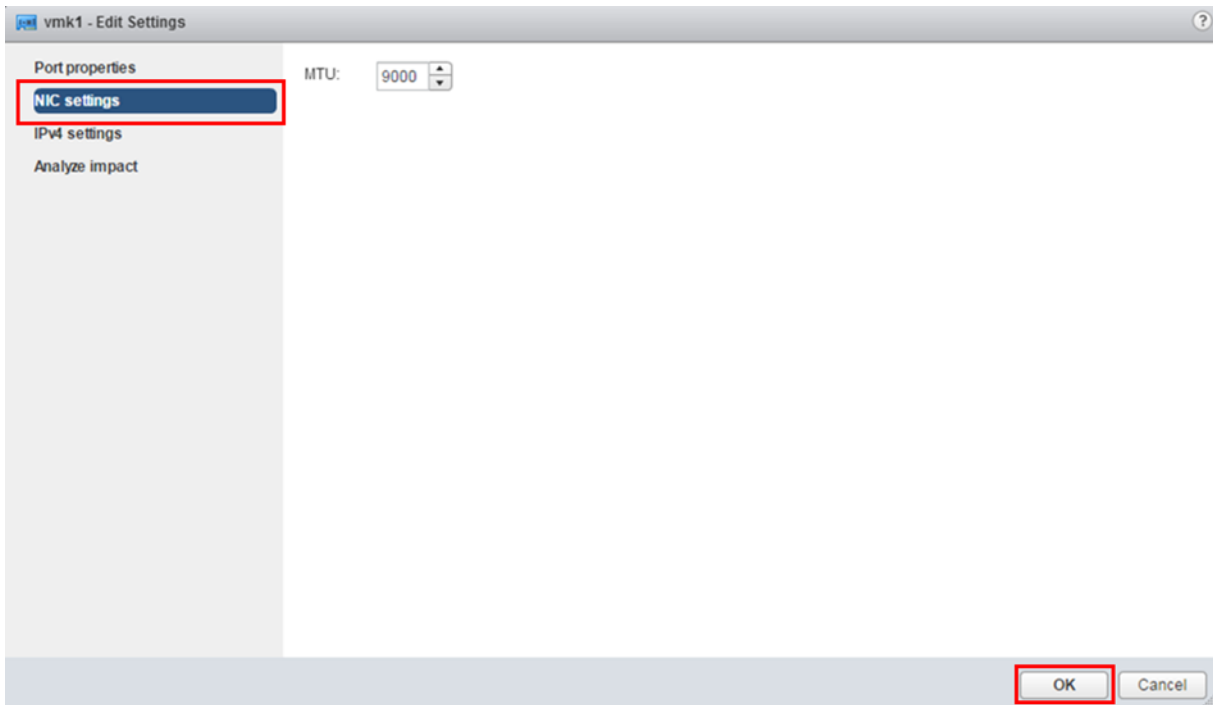 vmk1 - Edit Settings
?
Port properties
NIC settings
IPv4 settings
Analyze impact
MTU: 9000
OK
Cancel